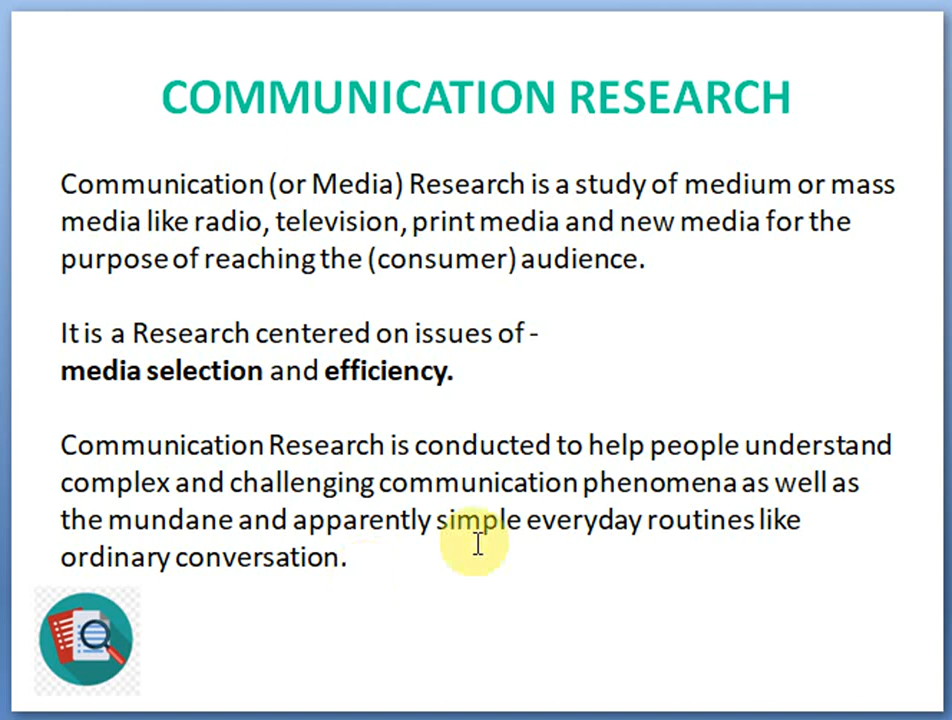 COMMUNICATION RESEARCH
Communication (or Media) Research is a study of medium or mass
media like radio, television, print media and new media for the
purpose of reaching the (consumer) audience.
It is a Research centered on issues of -
media selection and efficiency.
Communication Research is conducted to help people understand
complex and challenging communication phenomena as well as
the mundane and apparently simple everyday routines like
ordinary conversation.